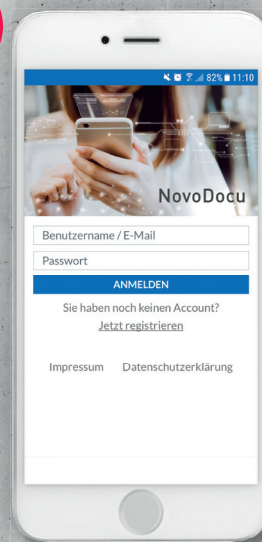 82% 11:10
NovoDocu
Benutzername / E-Mail
Passwort
ANMELDEN
Sie haben noch keinen Account?
Jetzt registrieren
Impressum Datenschutzerklärung